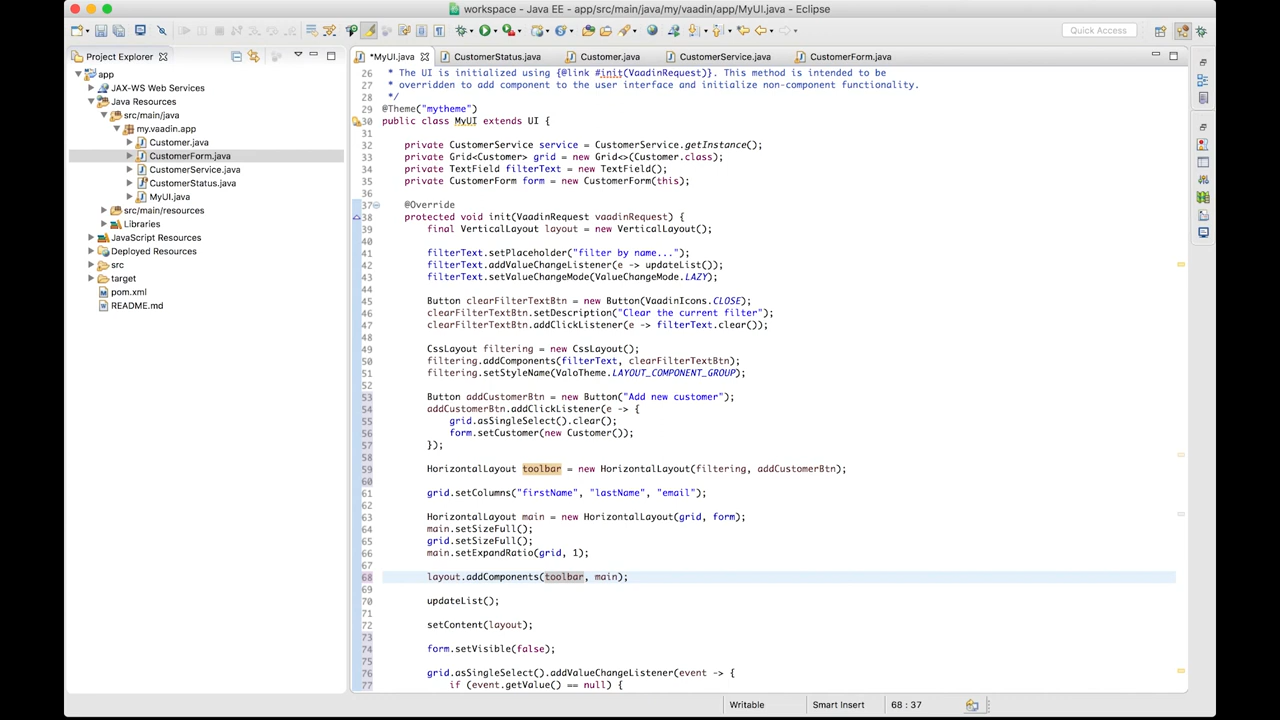 workspace - Java EE - app/src/main/java/my/vaadin/app/MyUI.java - Eclipse
Quick Access
Project Explorer
*MyUI.java
CustomerStatus.java
Customer.java
CustomerService.java
CustomerForm.java
app
JAX-WS Web Services
Java Resources
src/main/java
my.vaadin.app
Customer.java
CustomerForm.java
CustomerService.java
CustomerStatus.java
MyUI.java
src/main/resources
Libraries
JavaScript Resources
Deployed Resources
src
target
pom.xml
README.md
26 * The UI is initialized using {@link #init(VaadinRequest)}. This method is intended to be
27 * overridden to add component to the user interface and initialize non-component functionality.
28 */
29 @Theme("mytheme")
30 public class MyUI extends UI {
31
32 private CustomerService service = CustomerService.getInstance();
33 private Grid<Customer> grid = new Grid<>(Customer.class);
34 private TextField filterText = new TextField();
35 private CustomerForm form = new CustomerForm(this);
36
37 @Override
38 protected void init(VaadinRequest vaadinRequest) {
39 final VerticalLayout layout = new VerticalLayout();
40
41 filterText.setPlaceholder("filter by name...");
42 filterText.addValueChangeListener(e -> updateList());
43 filterText.setValueChangeMode(ValueChangeMode.LAZY);
44
45 Button clearFilterTextBtn = new Button(VaadinIcons.CLOSE);
46 clearFilterTextBtn.setDescription("Clear the current filter");
47 clearFilterTextBtn.addClickListener(e -> filterText.clear());
48
49 CssLayout filtering = new CssLayout();
50 filtering.addComponents(filterText, clearFilterTextBtn);
51 filtering.setStyleName(ValoTheme.LAYOUT_COMPONENT_GROUP);
52
53 Button addCustomerBtn = new Button("Add new customer");
54 addCustomerBtn.addClickListener(e -> {
55 grid.asSingleSelect().clear();
56 form.setCustomer(new Customer());
57 });
58
59 HorizontalLayout toolbar = new HorizontalLayout(filtering, addCustomerBtn);
60
61 grid.setColumns("firstName", "lastName", "email");
62
63 HorizontalLayout main = new HorizontalLayout(grid, form);
64 main.setSizeFull();
65 grid.setSizeFull();
66 main.setExpandRatio(grid, 1);
67
68 layout.addComponents(toolbar, main);
69
70 updateList();
71
72 setContent(layout);
73
74 form.setVisible(false);
75
76 grid.asSingleSelect().addValueChangeListener(event -> {
77 if (event.getValue() == null) {
Writable
Smart Insert
68 : 37